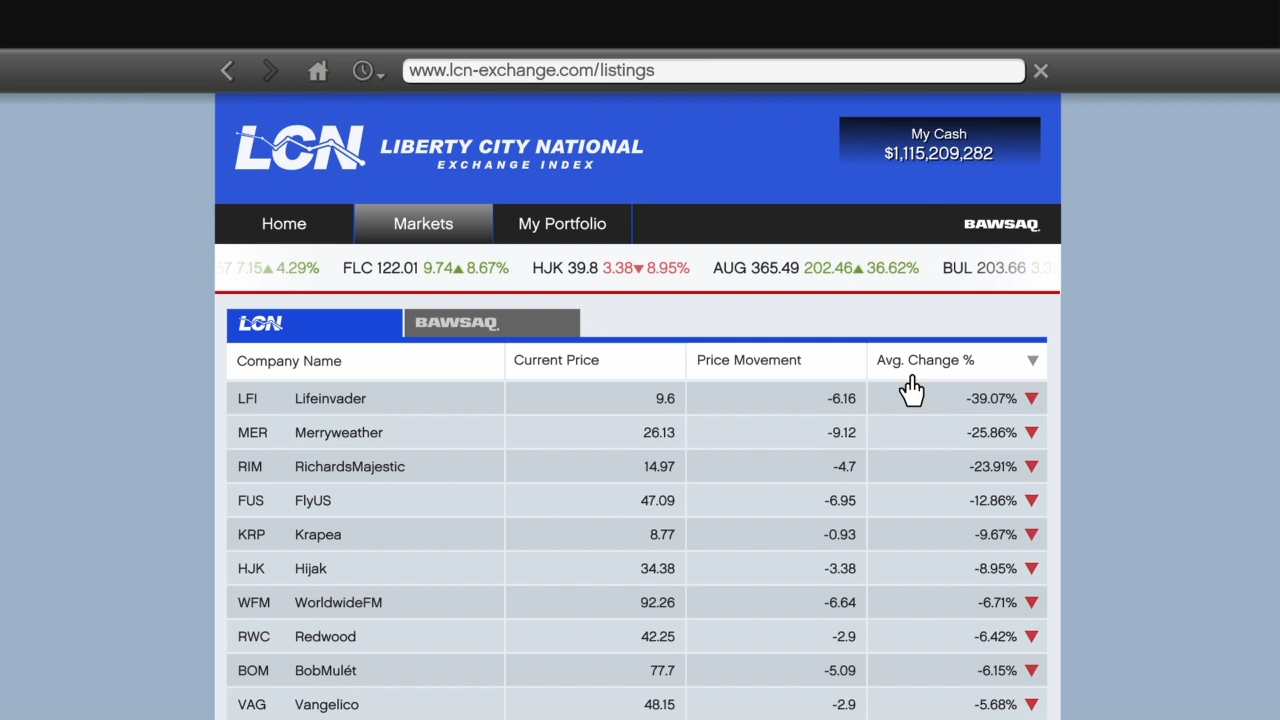 www.lcn-exchange.com/listings
LCN LIBERTY CITY NATIONAL
EXCHANGE INDEX
My Cash
$1,115,209,282
Home Markets My Portfolio BAWSAQ
7.15▲4.29% FLC 122.01 9.74▲8.67% HJK 39.8 3.38▼8.95% AUG 365.49 202.46▲36.62% BUL 203.66
LCN BAWSAQ
Company Name Current Price Price Movement Avg. Change % ▼
LFI Lifeinvader 9.6 -6.16 -39.07% ▼
MER Merryweather 26.13 -9.12 -25.86% ▼
RIM RichardsMajestic 14.97 -4.7 -23.91% ▼
FUS FlyUS 47.09 -6.95 -12.86% ▼
KRP Krapea 8.77 -0.93 -9.67% ▼
HJK Hijak 34.38 -3.38 -8.95% ▼
WFM WorldwideFM 92.26 -6.64 -6.71% ▼
RWC Redwood 42.25 -2.9 -6.42% ▼
BOM BobMulét 77.7 -5.09 -6.15% ▼
VAG Vangelico 48.15 -2.9 -5.68% ▼